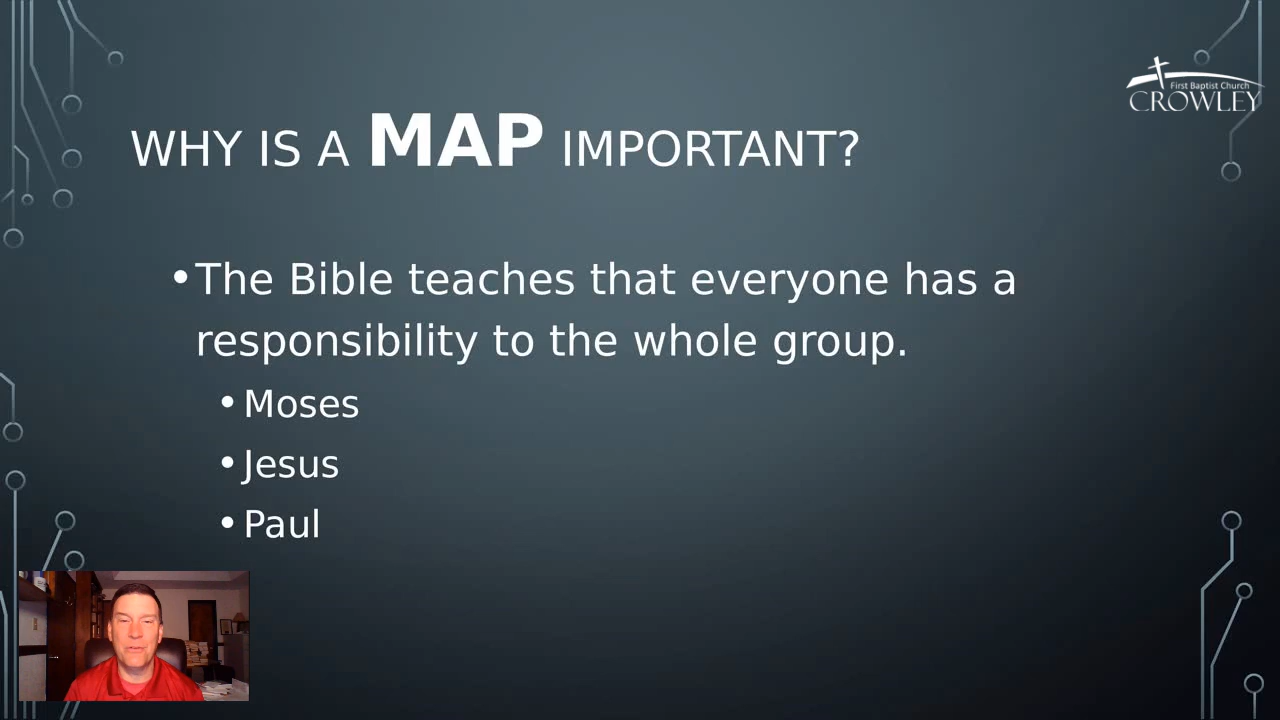 First Baptist Church
CROWLEY
WHY IS A MAP IMPORTANT?
•The Bible teaches that everyone has a
responsibility to the whole group.
•Moses
•Jesus
•Paul